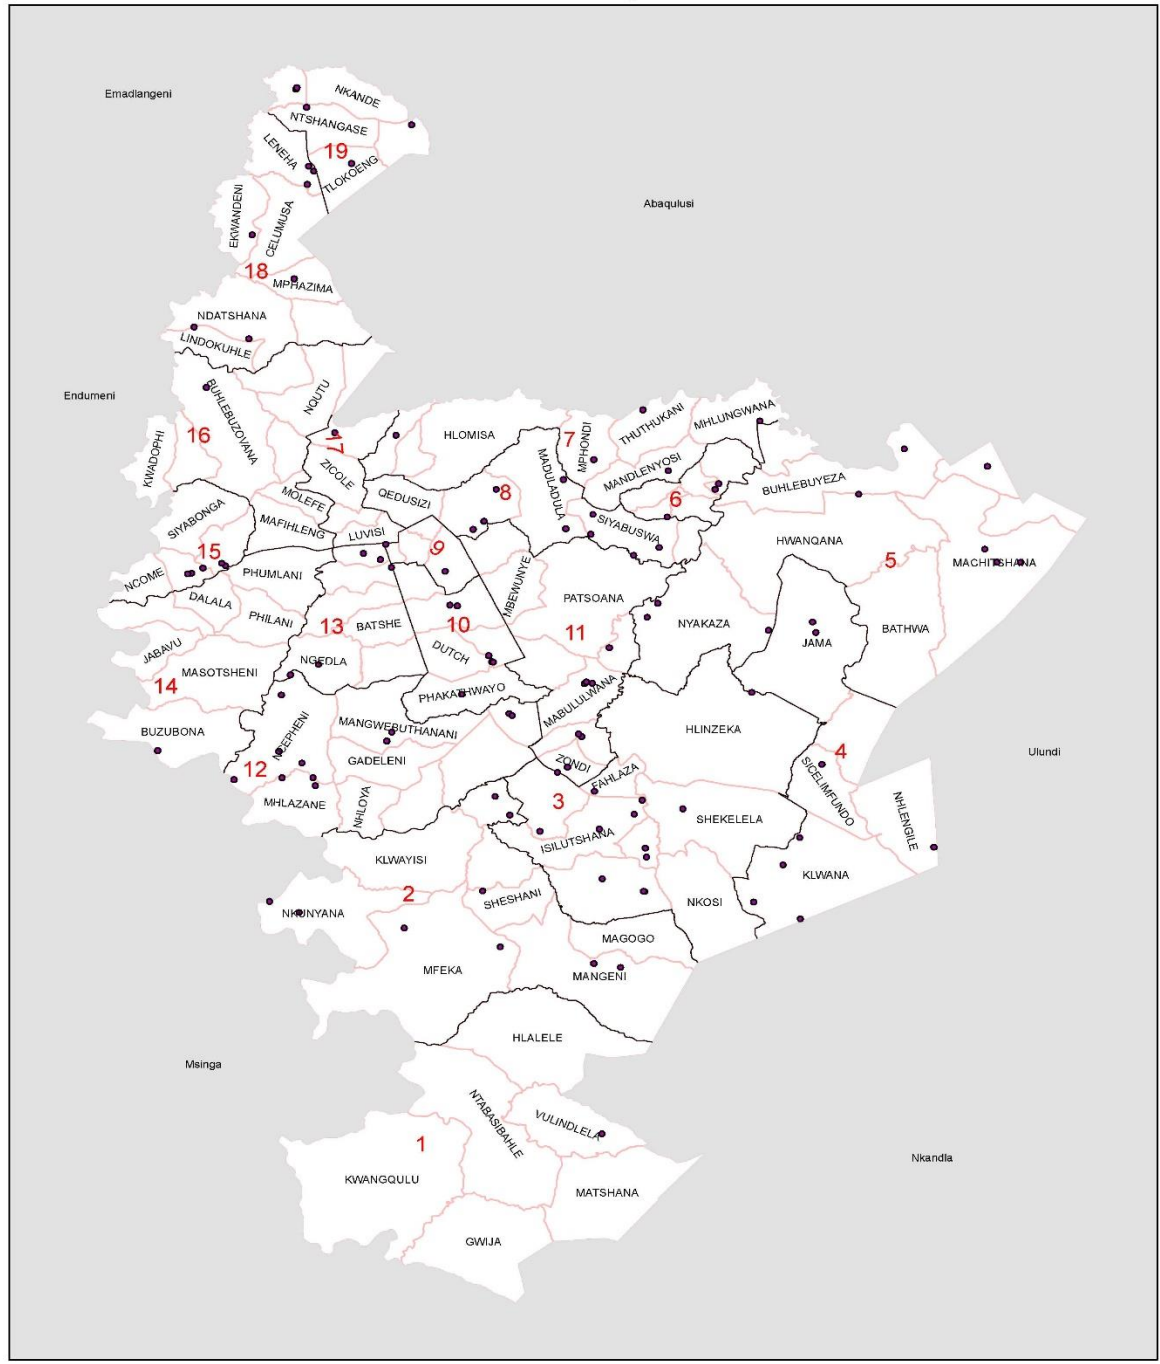 Emadlangeni
NKANDE
NTSHANGASE
LENEHA
19
TLOKOENG
Abaqulusi
EKWANDENI
CELUMUSA
18
MPHAZIMA
NDATSHANA
LINDOKUHLE
Endumeni
BUHLEBUZOVANA
NQUTU
16
KWADOPHI
17
ZICOLE
HLOMISA
7
MPHONDI
THUTHUKANI
MHLUNGWANA
MADULADULA
MANDLENYOSI
BUHLEBUYEZA
MOLEFE
QEDUSIZI
8
6
SIYABONGA
MAFIHLENG
LUVISI
SIYABUSWA
HWANQANA
15
9
5
MACHITSHANA
NCOME
PHUMLANI
MBEWUNYE
PATSOANA
DALALA
PHILANI
13
BATSHE
10
11
NYAKAZA
JAMA
BATHWA
JABAVU
DUTCH
NGEDLA
MASOTSHENI
14
PHAKATHWAYO
MABULULWANA
BUZUBONA
NCEPHENI
MANGWEBUTHANANI
HLINZEKA
Ulundi
12
GADELENI
ZONDI
4
SICELIMFUNDO
FAHLAZA
MHLAZANE
NHLOYA
3
SHEKELELA
NHLENGILE
ISILUTSHANA
KLWAYISI
KLWANA
2
SHESHANI
NKOSI
NKUNYANA
MAGOGO
MFEKA
MANGENI
HLALELE
Msinga
NTABASIBAHLE
VULINDLELA
1
Nkandla
KWANGQULU
MATSHANA
GWIJA